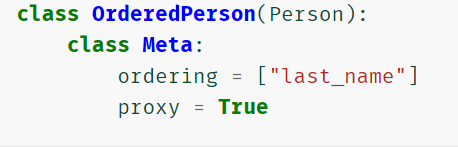 class OrderedPerson(Person):
    class Meta:
        ordering = ["last_name"]
        proxy = True